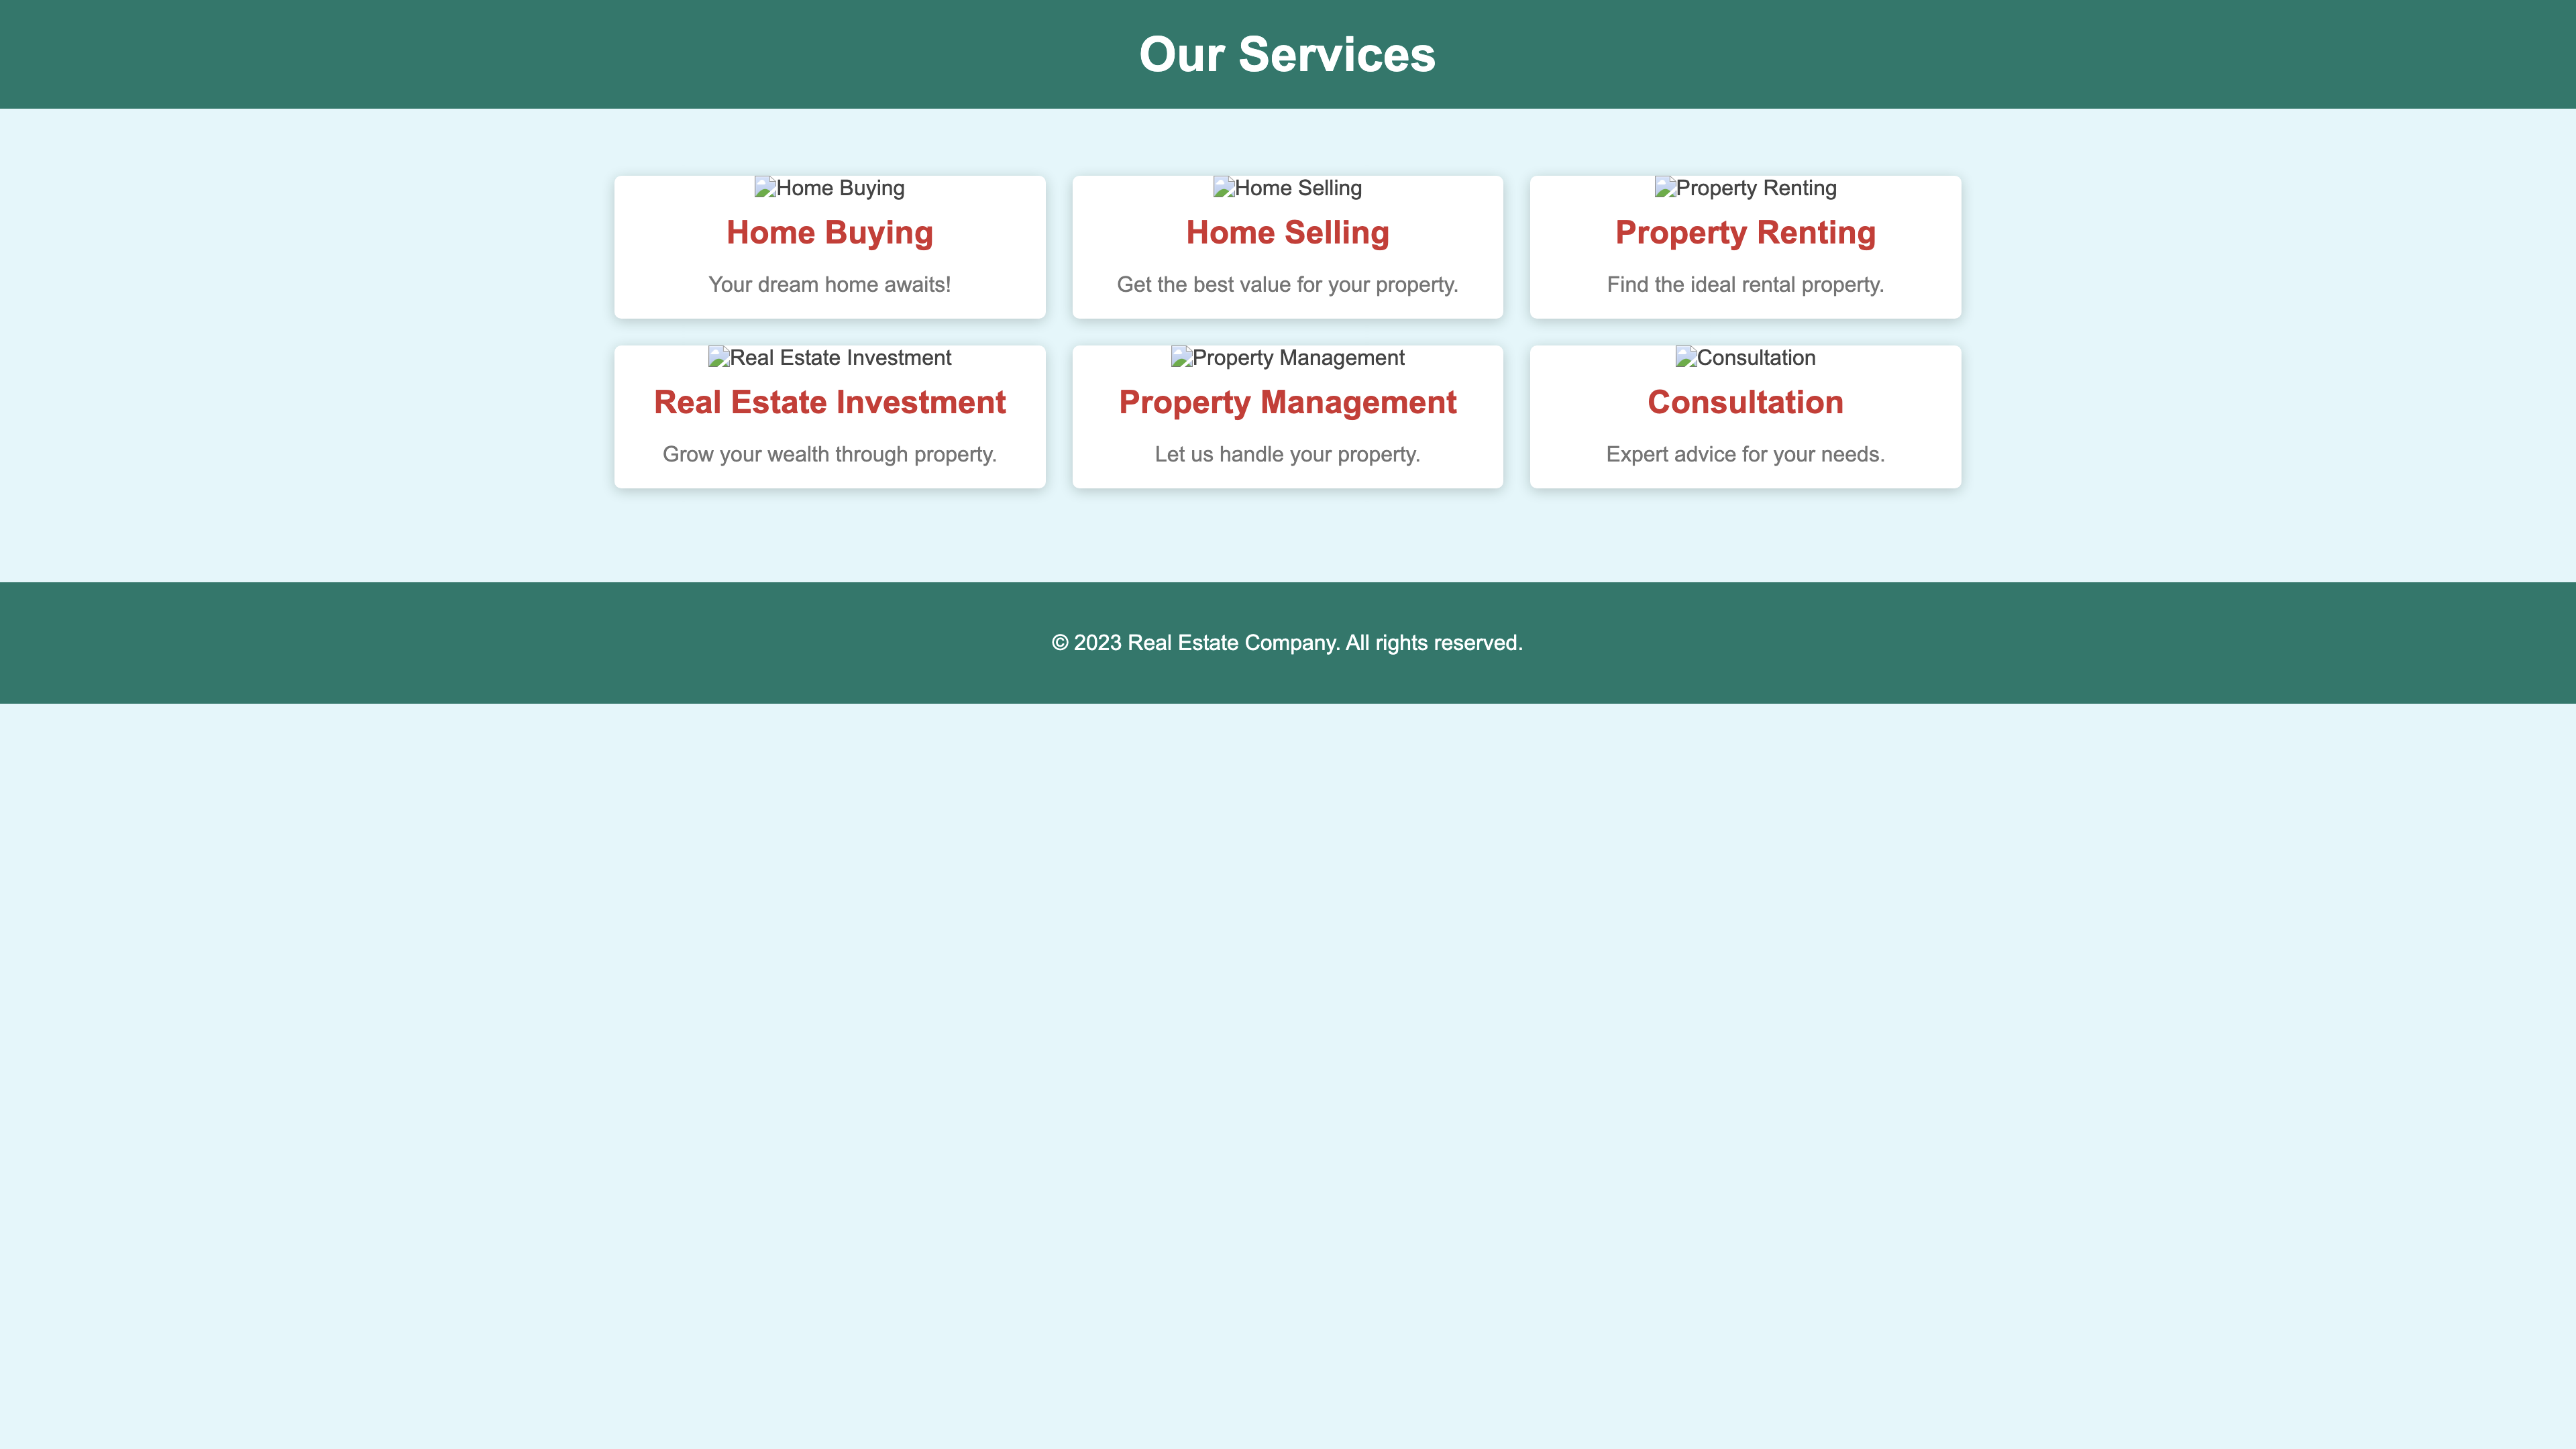 Our Services
Home Buying
Home Buying
Your dream home awaits!
Home Selling
Home Selling
Get the best value for your property.
Property Renting
Property Renting
Find the ideal rental property.
Real Estate Investment
Real Estate Investment
Grow your wealth through property.
Property Management
Property Management
Let us handle your property.
Consultation
Consultation
Expert advice for your needs.
© 2023 Real Estate Company. All rights reserved.